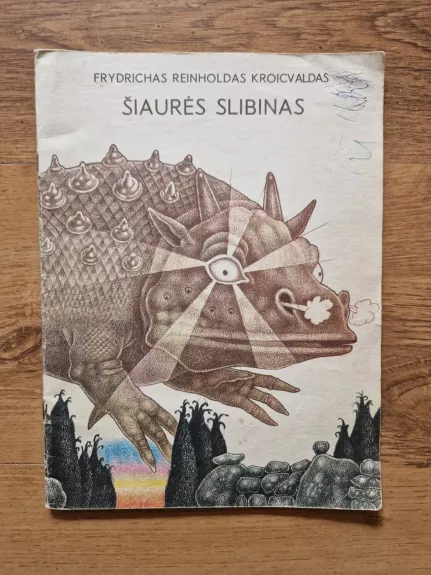 FRYDRICHAS REINHOLDAS KROICVALDAS
ŠIAURĖS SLIBINAS